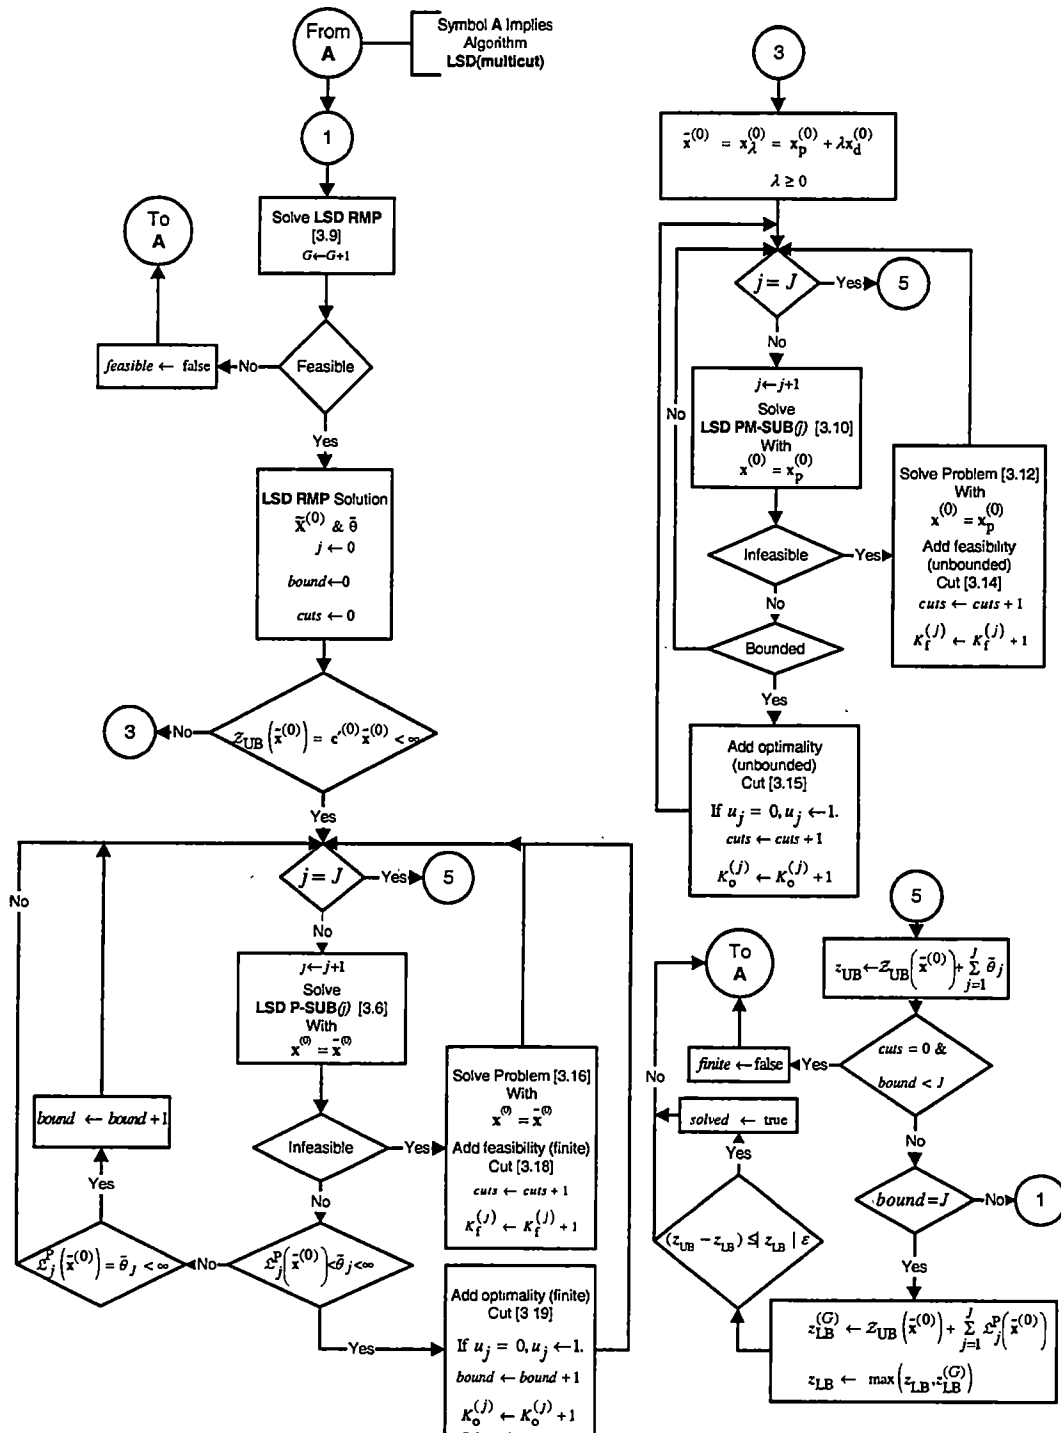 From
A
Symbol A Implies
Algorithm
LSD(multicut)
1
Solve LSD RMP
[3.9]
G←G+1
To
A
feasible ← false
No
Feasible
Yes
LSD RMP Solution
x̃^(0) & θ̄
j ← 0
bound←0
cuts ← 0
3
No
Z_UB(x̄^(0)) = c'^(0) x̄^(0) < ∞
Yes
j = J
Yes
5
No
No
j←j+1
Solve
LSD P-SUB(j) [3.6]
With
x^(0) = x̄^(0)
bound ← bound+1
Infeasible
Yes
Solve Problem [3.16]
With
x^(0) = x̄^(0)
Add feasibility (finite)
Cut [3.18]
cuts ← cuts + 1
K_f^(j) ← K_f^(j) + 1
Yes
No
£_j^P(x̄^(0)) = θ̄_J < ∞
No
£_j^P(x̄^(0)) < θ̄_j < ∞
Yes
Add optimality (finite)
Cut [3 19]
If u_j = 0, u_j ←1.
bound ← bound + 1
K_o^(j) ← K_o^(j) + 1
3
x̄^(0) = x_λ^(0) = x_p^(0) + λx_d^(0)
λ ≥ 0
j = J
Yes
5
No
No
j←j+1
Solve
LSD PM-SUB(j) [3.10]
With
x^(0) = x_p^(0)
Infeasible
Yes
Solve Problem [3.12]
With
x^(0) = x_p^(0)
Add feasibility
(unbounded)
Cut [3.14]
cuts ← cuts + 1
K_f^(j) ← K_f^(j) + 1
No
Bounded
Yes
Add optimality
(unbounded)
Cut [3.15]
If u_j = 0, u_j ←1.
cuts ← cuts + 1
K_o^(j) ← K_o^(j) + 1
5
z_UB ← Z_UB(x̄^(0)) + Σ_{j=1}^J θ̄_j
To
A
cuts = 0 &
bound < J
Yes
finite ← false
No
No
solved ← true
Yes
bound = J
No
1
(z_UB − z_LB) ≤ | z_LB | ε
Yes
z_LB^(G) ← Z_UB(x̄^(0)) + Σ_{j=1}^J £_j^P(x̄^(0))
z_LB ← max(z_LB, z_LB^(G))